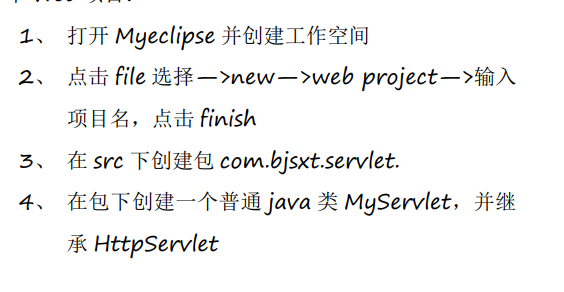 1、 打开 Myeclipse 并创建工作空间
2、 点击 file 选择—>new—>web project—>输入
项目名，点击 finish
3、 在 src 下创建包 com.bjsxt.servlet.
4、 在包下创建一个普通 java 类 MyServlet，并继
承 HttpServlet